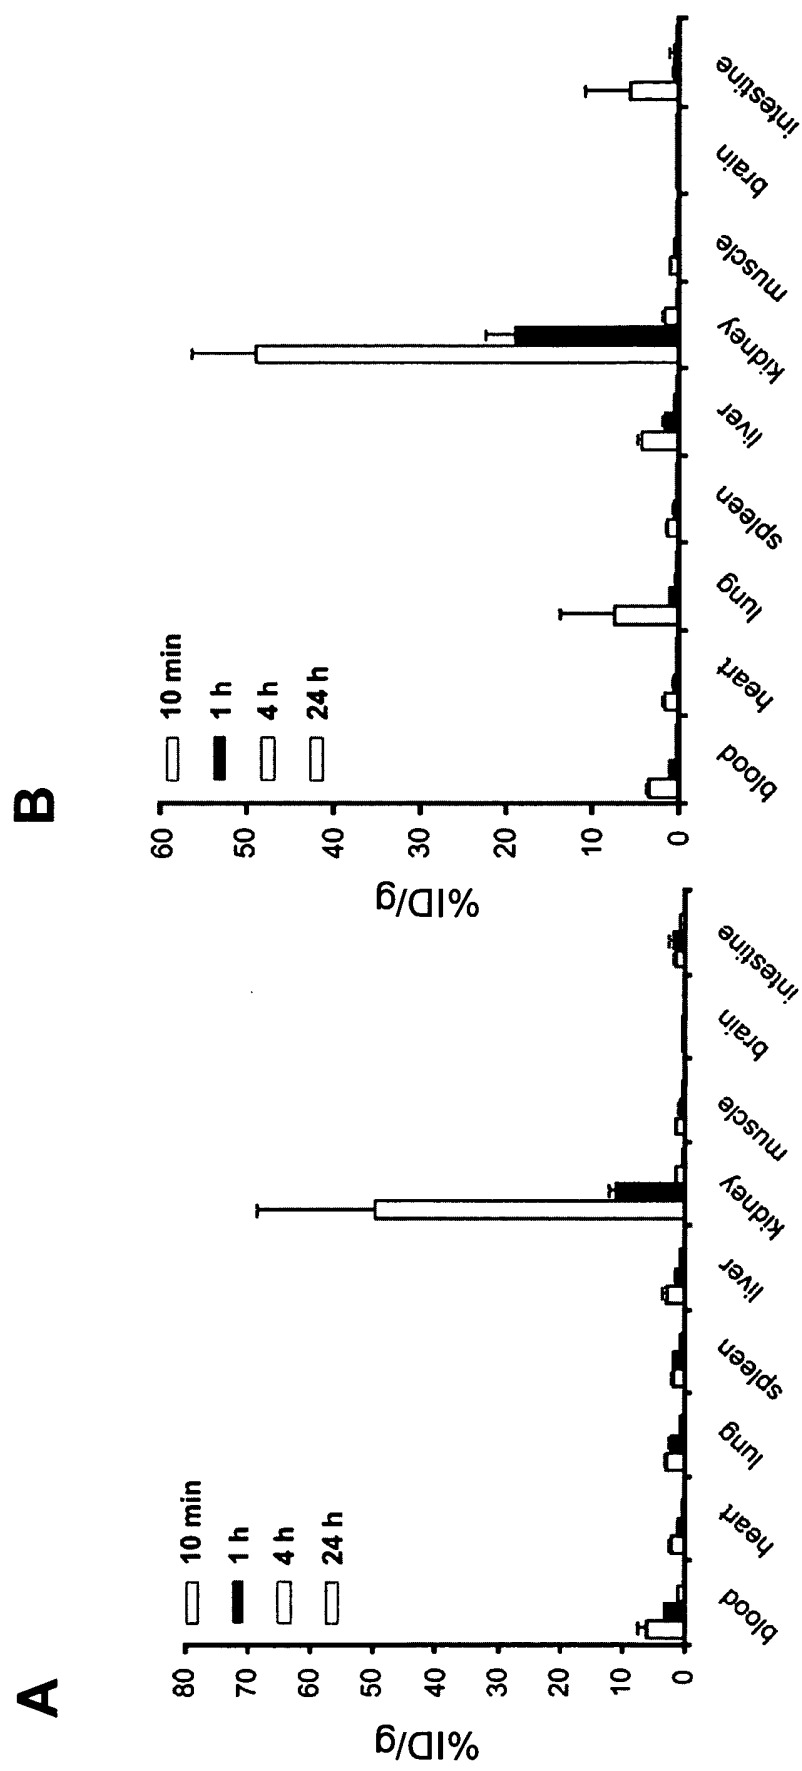 A
%ID/g
80
70
60
50
40
30
20
10
0
10 min
1 h
4 h
24 h
blood
heart
lung
spleen
liver
kidney
muscle
brain
intestine
B
%ID/g
60
50
40
30
20
10
0
10 min
1 h
4 h
24 h
blood
heart
lung
spleen
liver
kidney
muscle
brain
intestine